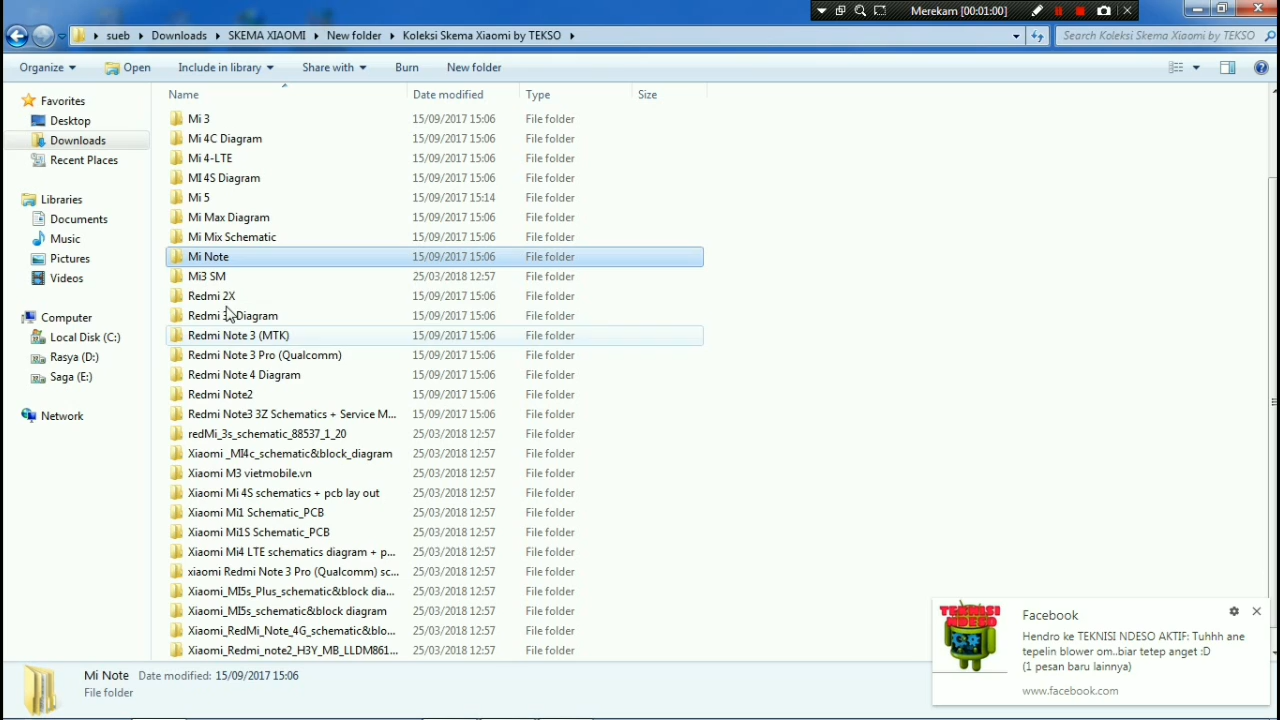 Merekam [00:01:00]
sueb Downloads SKEMA XIAOMI New folder Koleksi Skema Xiaomi by TEKSO
Search Koleksi Skema Xiaomi by TEKSO
Organize Open Include in library Share with Burn New folder
Name Date modified Type Size
Favorites
Desktop
Downloads
Recent Places
Libraries
Documents
Music
Pictures
Videos
Computer
Local Disk (C:)
Rasya (D:)
Saga (E:)
Network
Mi 3 15/09/2017 15:06 File folder
Mi 4C Diagram 15/09/2017 15:06 File folder
Mi 4-LTE 15/09/2017 15:06 File folder
MI 4S Diagram 15/09/2017 15:06 File folder
Mi 5 15/09/2017 15:14 File folder
Mi Max Diagram 15/09/2017 15:06 File folder
Mi Mix Schematic 15/09/2017 15:06 File folder
Mi Note 15/09/2017 15:06 File folder
Mi3 SM 25/03/2018 12:57 File folder
Redmi 2X 15/09/2017 15:06 File folder
Redmi Diagram 15/09/2017 15:06 File folder
Redmi Note 3 (MTK) 15/09/2017 15:06 File folder
Redmi Note 3 Pro (Qualcomm) 15/09/2017 15:06 File folder
Redmi Note 4 Diagram 15/09/2017 15:06 File folder
Redmi Note2 15/09/2017 15:06 File folder
Redmi Note3 3Z Schematics + Service M... 15/09/2017 15:06 File folder
redMi_3s_schematic_88537_1_20 25/03/2018 12:57 File folder
Xiaomi _MI4c_schematic&block_diagram 25/03/2018 12:57 File folder
Xiaomi M3 vietmobile.vn 25/03/2018 12:57 File folder
Xiaomi Mi 4S schematics + pcb lay out 25/03/2018 12:57 File folder
Xiaomi Mi1 Schematic_PCB 25/03/2018 12:57 File folder
Xiaomi Mi1S Schematic_PCB 25/03/2018 12:57 File folder
Xiaomi Mi4 LTE schematics diagram + p... 25/03/2018 12:57 File folder
xiaomi Redmi Note 3 Pro (Qualcomm) sc... 25/03/2018 12:57 File folder
Xiaomi_MI5s_Plus_schematic&block dia... 25/03/2018 12:57 File folder
Xiaomi_MI5s_schematic&block diagram 25/03/2018 12:57 File folder
Xiaomi_RedMi_Note_4G_schematic&blo... 25/03/2018 12:57 File folder
Xiaomi_Redmi_note2_H3Y_MB_LLDM861... 25/03/2018 12:57 File folder
TEKNISI
NDESO
Facebook
Hendro ke TEKNISI NDESO AKTIF: Tuhhh ane
tepelin blower om..biar tetep anget :D
(1 pesan baru lainnya)
www.facebook.com
Mi Note Date modified: 15/09/2017 15:06
File folder